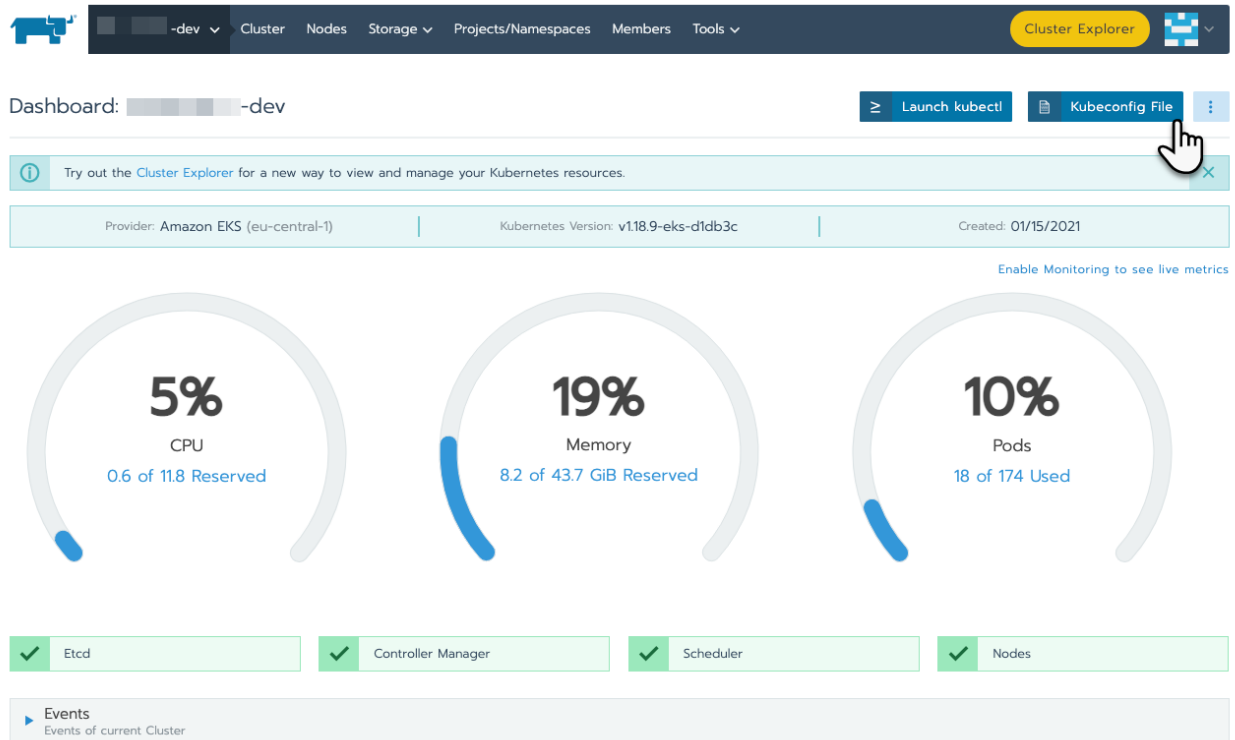 -dev Cluster Nodes Storage Projects/Namespaces Members Tools Cluster Explorer
Dashboard: -dev Launch kubectl Kubeconfig File
Try out the Cluster Explorer for a new way to view and manage your Kubernetes resources.
Provider: Amazon EKS (eu-central-1) Kubernetes Version: v1.18.9-eks-d1db3c Created: 01/15/2021
Enable Monitoring to see live metrics
5% 19% 10%
CPU Memory Pods
0.6 of 11.8 Reserved 8.2 of 43.7 GiB Reserved 18 of 174 Used
Etcd Controller Manager Scheduler Nodes
Events
Events of current Cluster